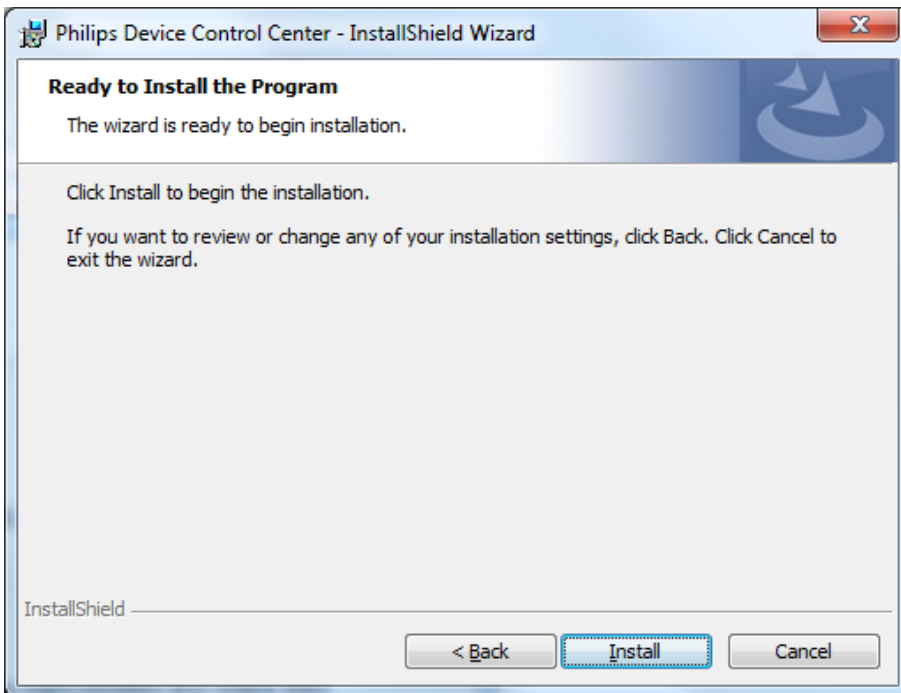 Philips Device Control Center - InstallShield Wizard
Ready to Install the Program
The wizard is ready to begin installation.
Click Install to begin the installation.
If you want to review or change any of your installation settings, click Back. Click Cancel to
exit the wizard.
InstallShield
< Back
Install
Cancel